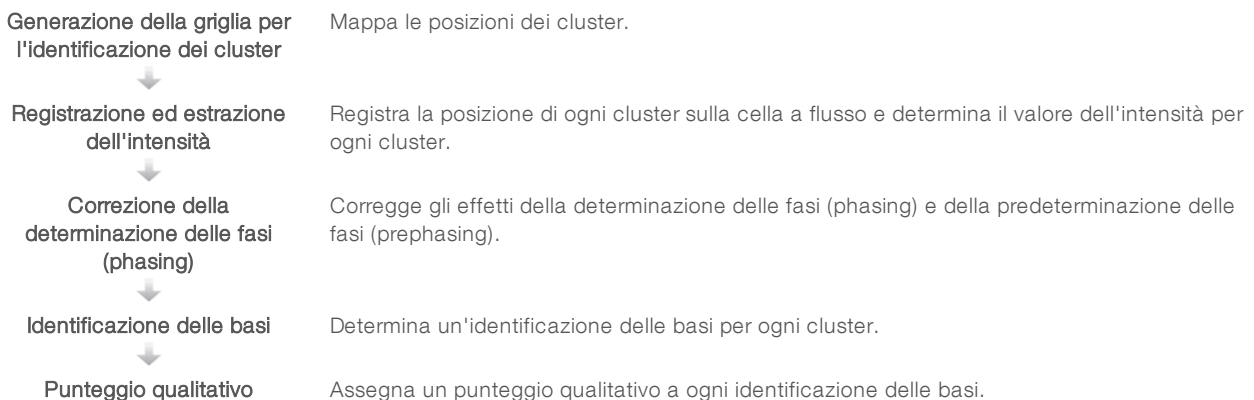 Generazione della griglia per
l'identificazione dei cluster
Mappa le posizioni dei cluster.
Registrazione ed estrazione
dell'intensità
Registra la posizione di ogni cluster sulla cella a flusso e determina il valore dell'intensità per
ogni cluster.
Correzione della
determinazione delle fasi
(phasing)
Corregge gli effetti della determinazione delle fasi (phasing) e della predeterminazione delle
fasi (prephasing).
Identificazione delle basi
Determina un'identificazione delle basi per ogni cluster.
Punteggio qualitativo
Assegna un punteggio qualitativo a ogni identificazione delle basi.